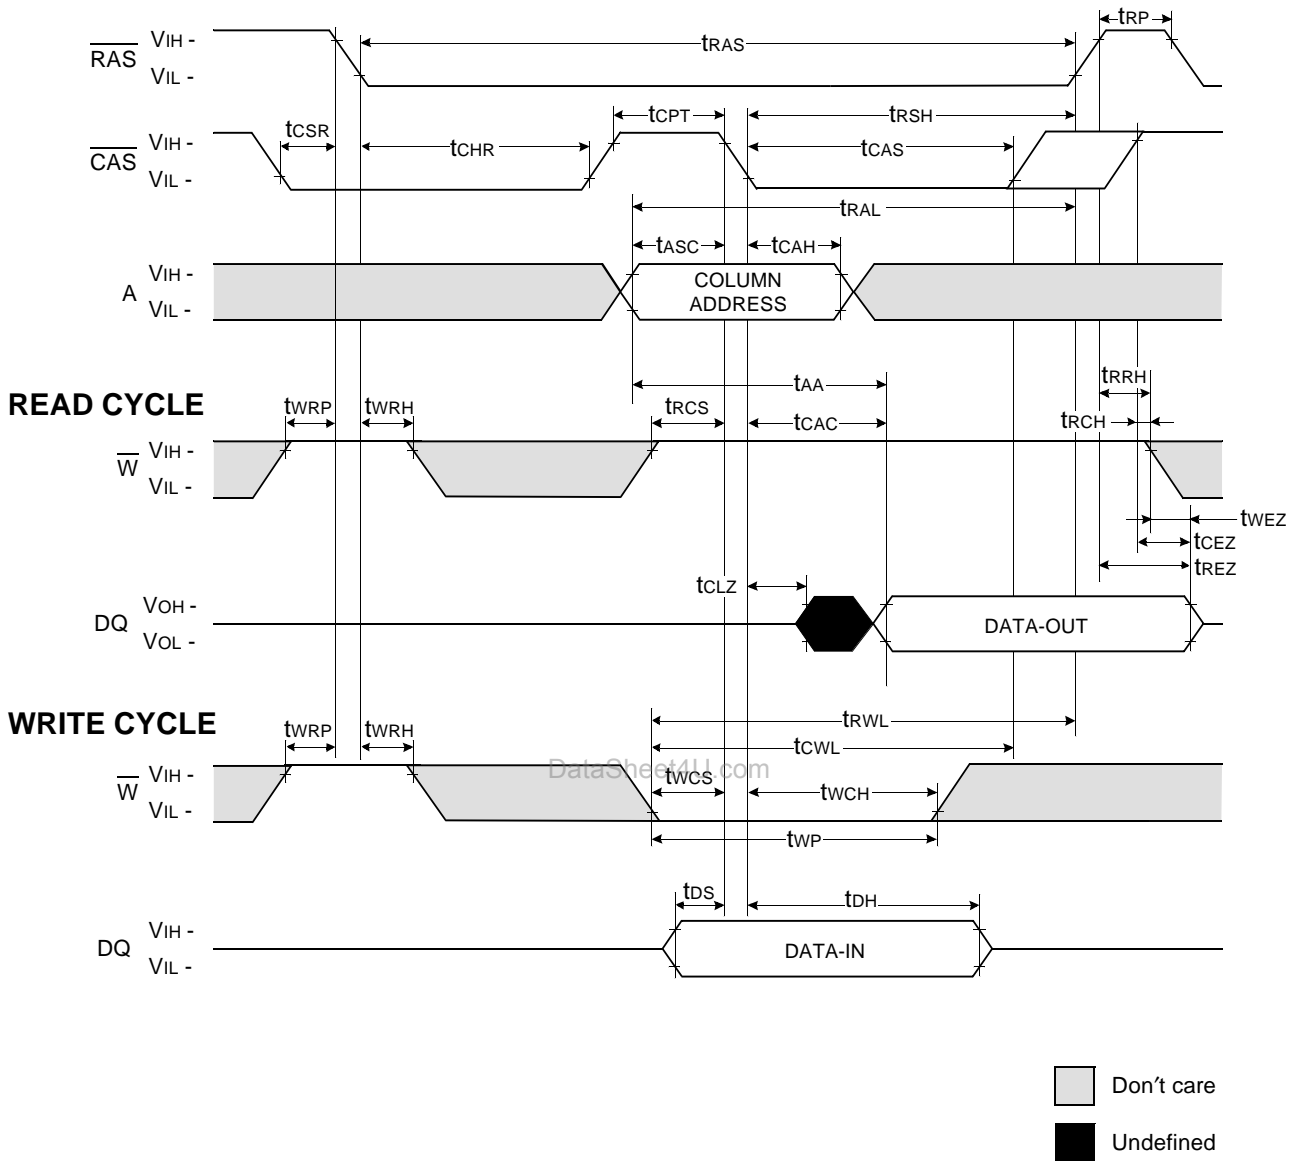 tRP
RAS VIH -
tRAS
VIL -
tCPT tRSH
tCSR
CAS VIH -
tCHR tCAS
VIL -
tRAL
tASC tCAH
A VIH -
COLUMN
ADDRESS
VIL -
tAA tRRH
READ CYCLE
tWRP tWRH tRCS tCAC tRCH
W VIH -
VIL -
tWEZ
tCEZ
tREZ
tCLZ
DQ VOH -
DATA-OUT
VOL -
WRITE CYCLE
tWRP tWRH tRWL
tCWL
DataSheet4U.com
W VIH -
tWCS tWCH
VIL -
tWP
tDS tDH
DQ VIH -
DATA-IN
VIL -
Don't care
Undefined